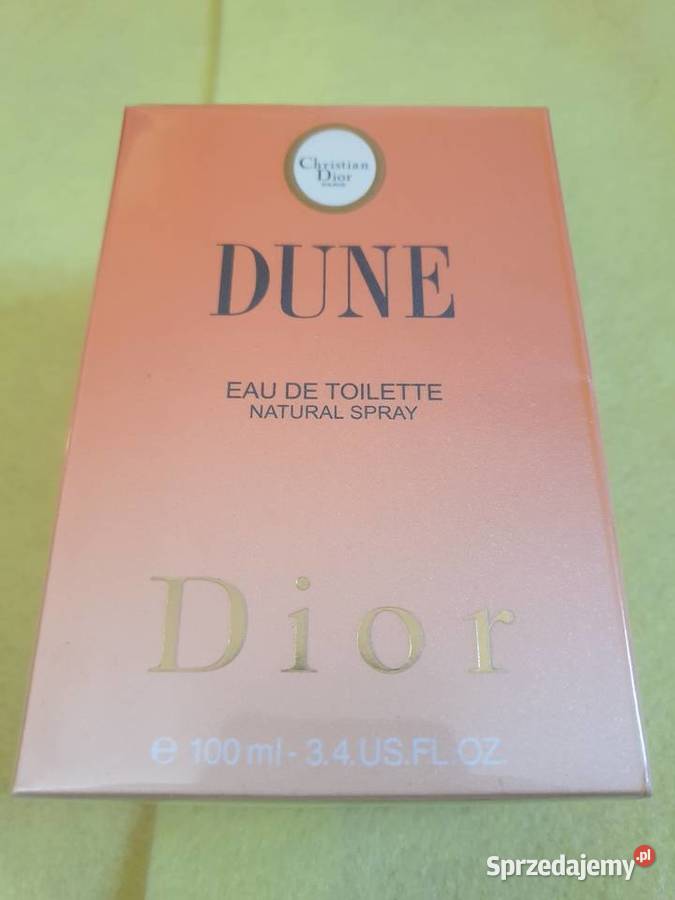 Christian
Dior
PARIS
DUNE
EAU DE TOILETTE
NATURAL SPRAY
Dior
e 100 ml - 3.4.US.FL.OZ
Sprzedajemy.pl